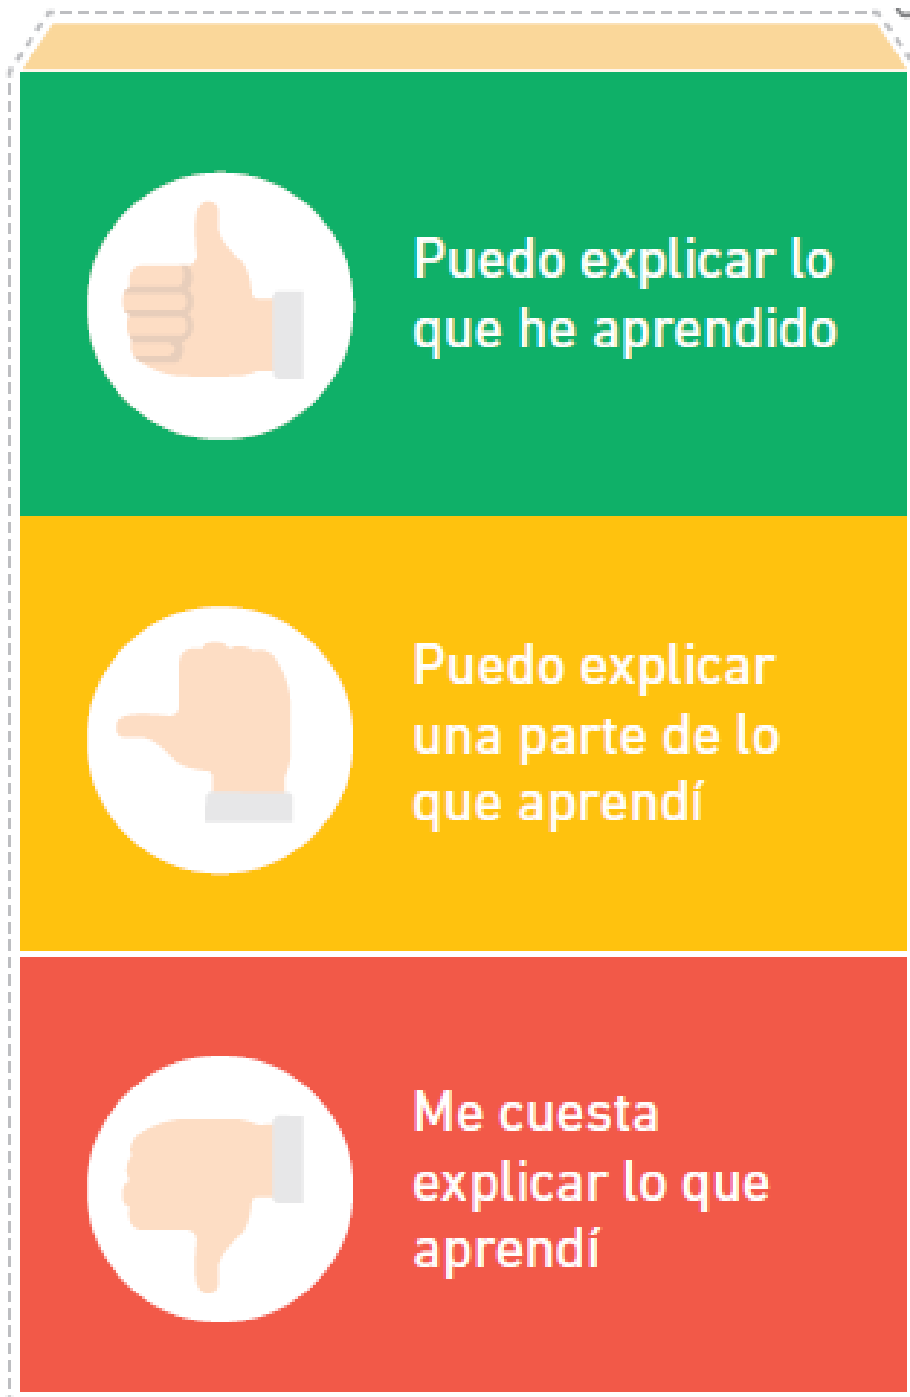 Puedo explicar lo
que he aprendido
Puedo explicar
una parte de lo
que aprendí
Me cuesta
explicar lo que
aprendí